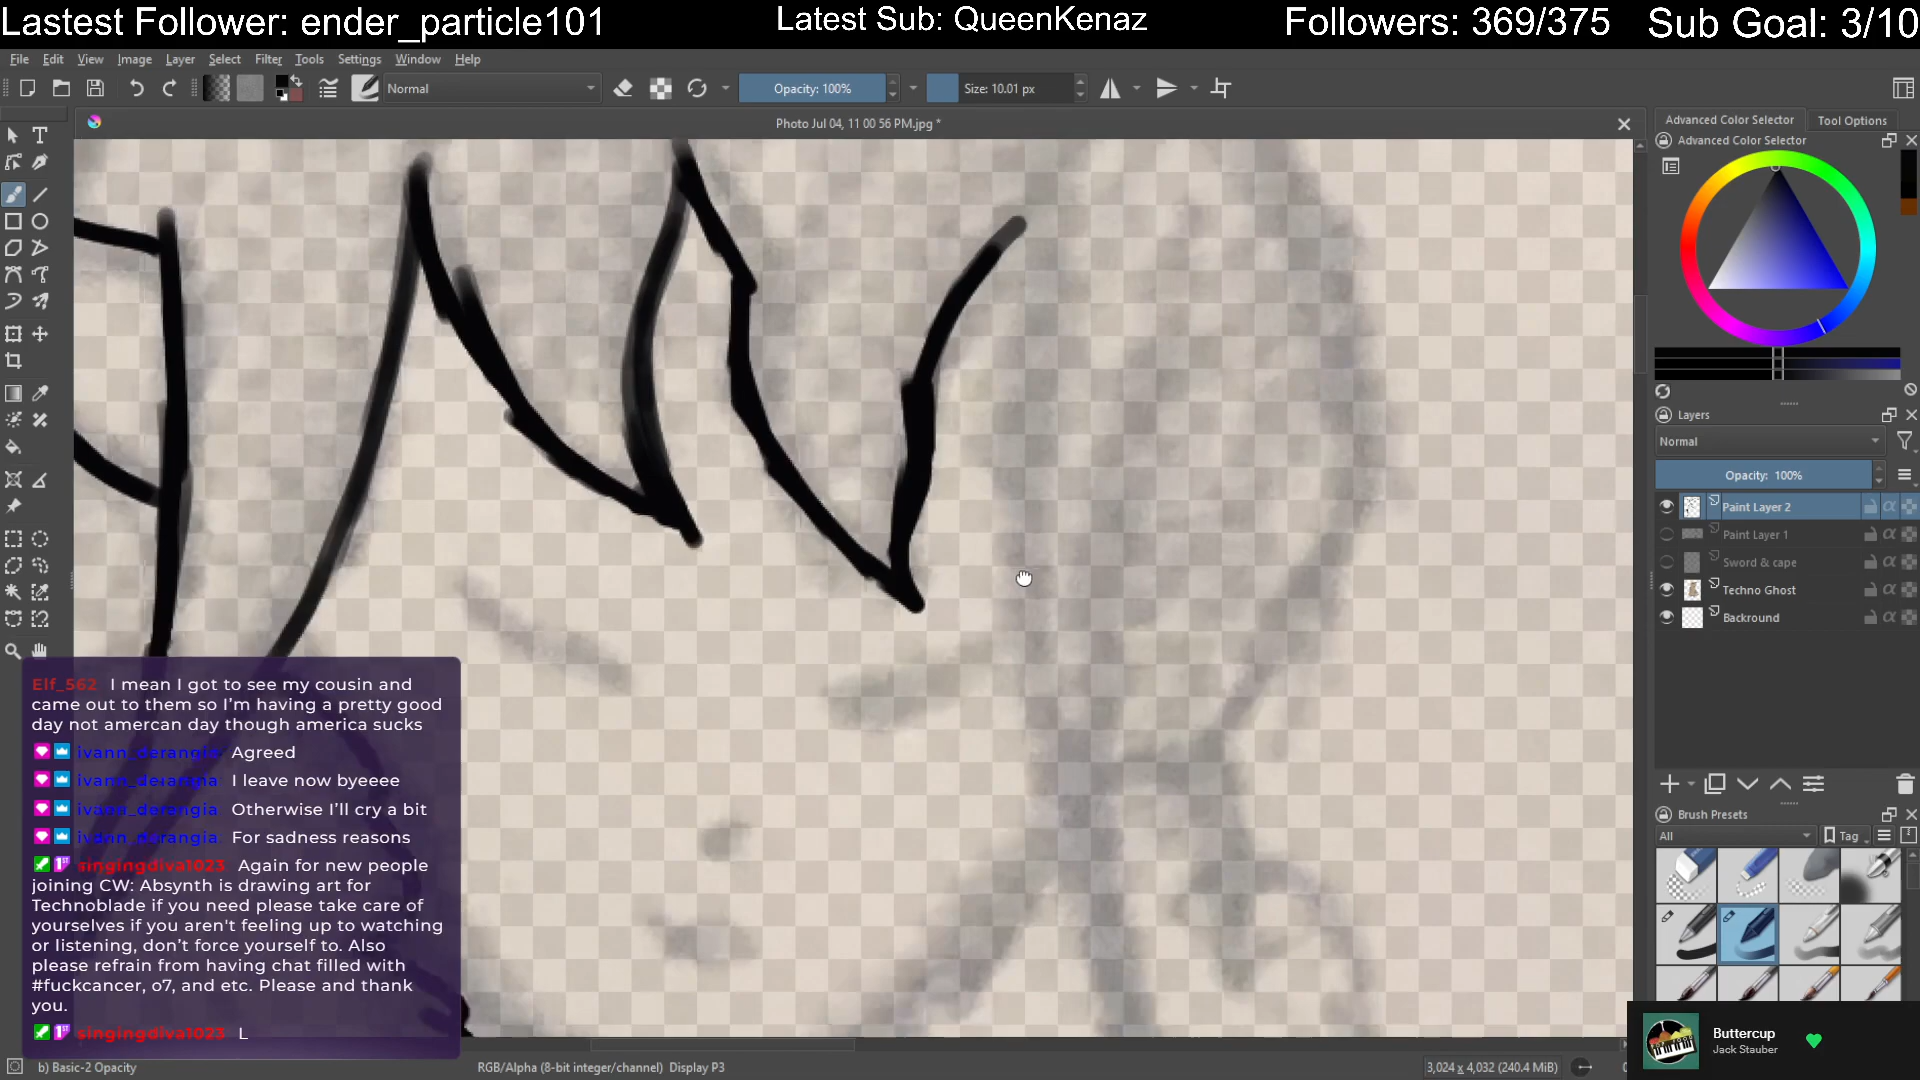 Lastest Follower: ender_particle101
Latest Sub: QueenKenaz
Followers: 369/375
Sub Goal: 3/10
File Edit View Image Layer Select Filter Tools Settings Window Help
Normal
Opacity: 100%
Size: 10.01 px
Photo Jul 04, 11 00 56 PM.jpg *
Advanced Color Selector
Tool Options
Advanced Color Selector
Layers
Normal
Opacity: 100%
Paint Layer 2
Paint Layer 1
Sword & cape
Techno Ghost
Backround
Brush Presets
All
Tag
Elf_562 I mean I got to see my cousin and
came out to them so I'm having a pretty good
day not amercan day though america sucks
ivann_derangia Agreed
ivann_derangia I leave now byeeee
ivann_derangia Otherwise I'll cry a bit
ivann_derangia For sadness reasons
singingdiva1023 Again for new people
joining CW: Absynth is drawing art for
Technoblade if you need please take care of
yourselves if you aren't feeling up to watching
or listening, don't force yourself to. Also
please refrain from having chat filled with
#fuckcancer, o7, and etc. Please and thank
you.
singingdiva1023 L
b) Basic-2 Opacity
RGB/Alpha (8-bit integer/channel) Display P3
3,024 x 4,032 (240.4 MiB)
Buttercup
Jack Stauber